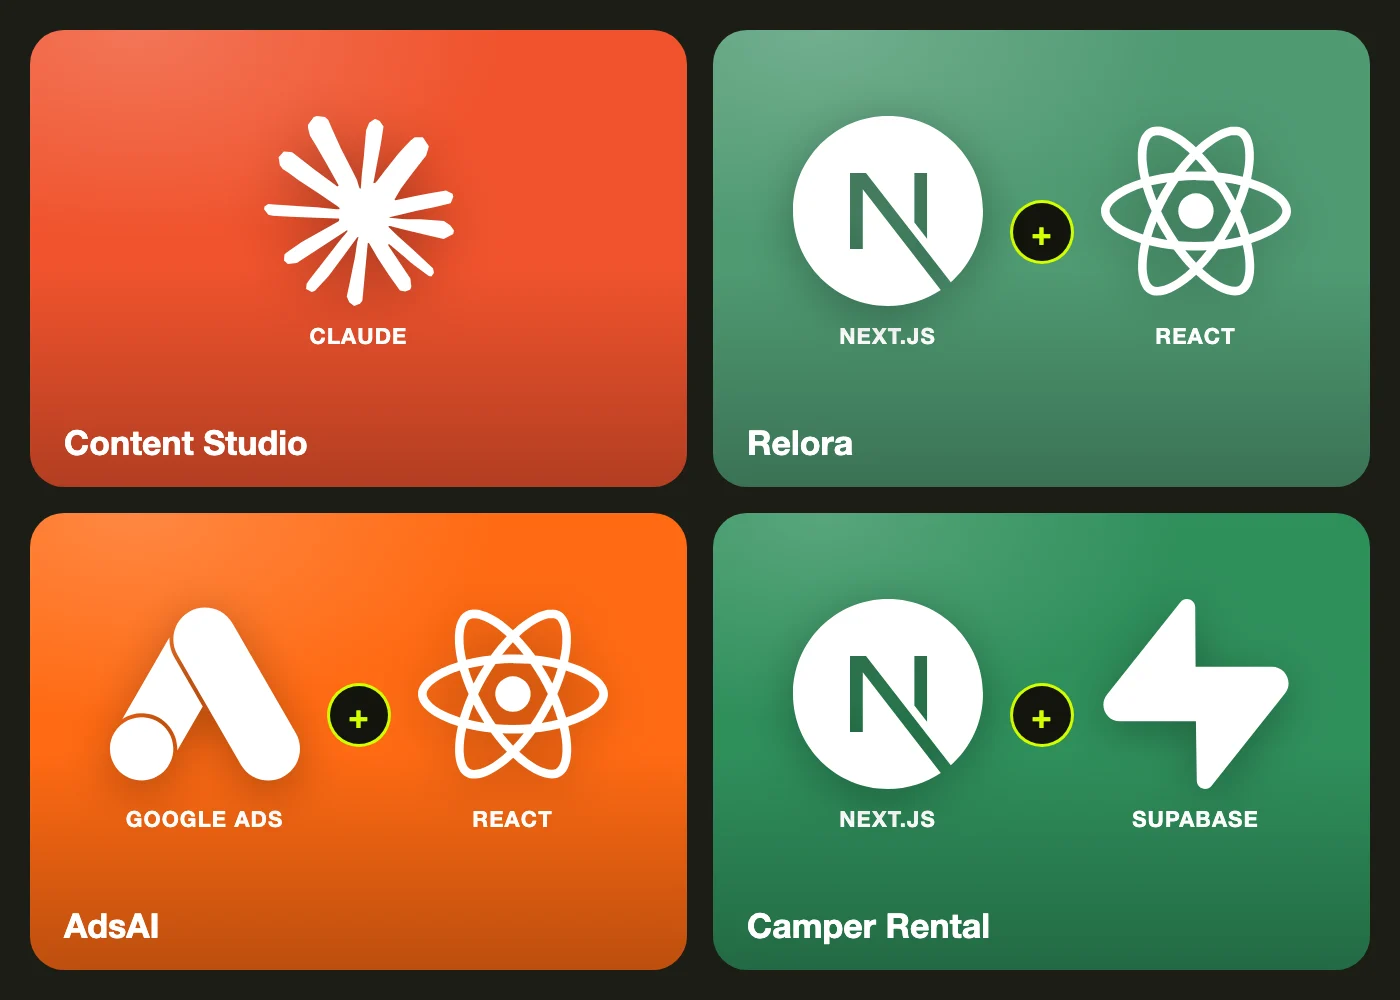 CLAUDE
Content Studio
N
+
NEXT.JS
REACT
Relora
+
GOOGLE ADS
REACT
AdsAI
N
+
NEXT.JS
SUPABASE
Camper Rental